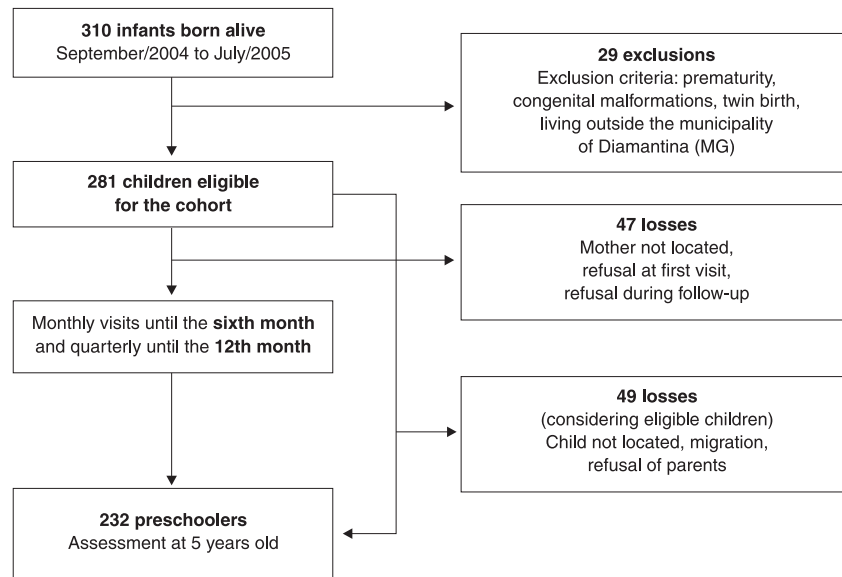 310 infants born alive
September/2004 to July/2005
29 exclusions
Exclusion criteria: prematurity,
congenital malformations, twin birth,
living outside the municipality
of Diamantina (MG)
281 children eligible
for the cohort
47 losses
Mother not located,
refusal at first visit,
refusal during follow-up
Monthly visits until the sixth month
and quarterly until the 12th month
49 losses
(considering eligible children)
Child not located, migration,
refusal of parents
232 preschoolers
Assessment at 5 years old